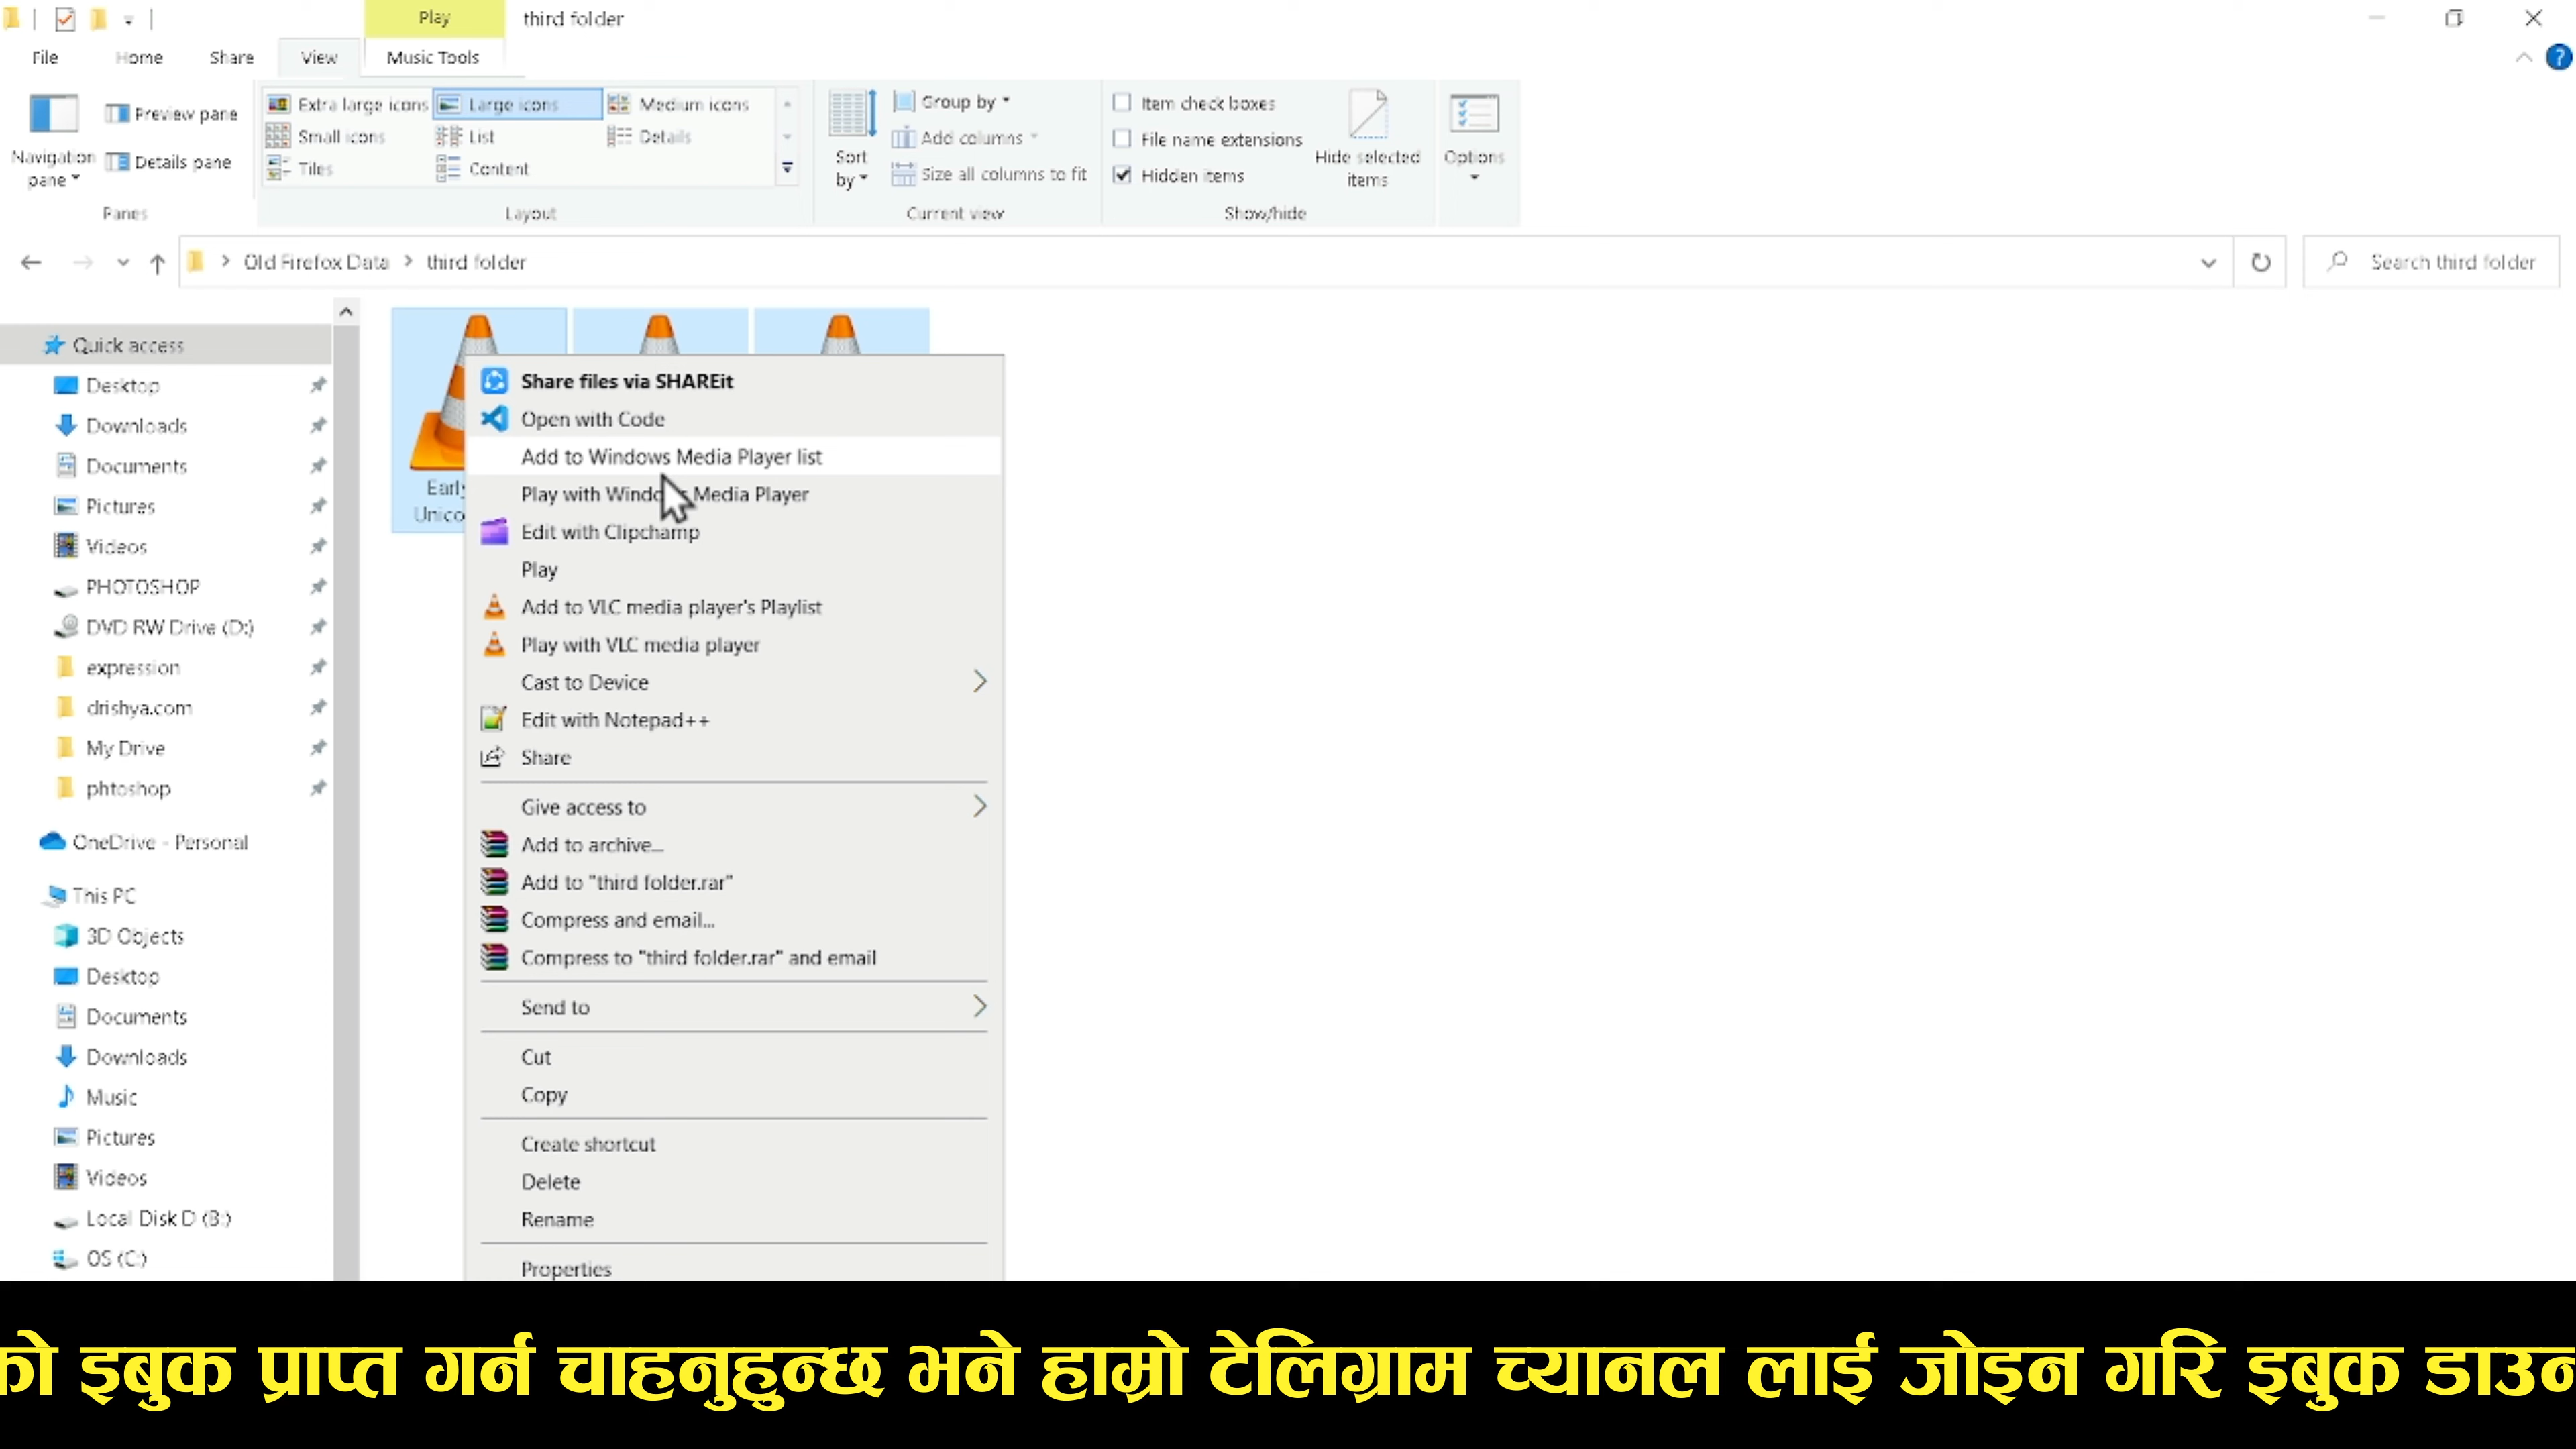 Play
third folder
File
Home
Share
View
Music Tools
Navigation pane
Preview pane
Details pane
Panes
Extra large icons
Large icons
Medium icons
Small icons
List
Details
Tiles
Content
Layout
Sort by
Group by
Add columns
Size all columns to fit
Current view
Item check boxes
File name extensions
Hidden items
Hide selected items
Show/hide
Options
Old Firefox Data
third folder
Search third folder
Quick access
Desktop
Downloads
Documents
Pictures
Videos
PHOTOSHOP
DVD RW Drive (D:)
expression
drishya.com
My Drive
phtoshop
OneDrive - Personal
This PC
3D Objects
Desktop
Documents
Downloads
Music
Pictures
Videos
Local Disk D (B:)
OS (C:)
Share files via SHAREit
Open with Code
Add to Windows Media Player list
Play with Windows Media Player
Edit with Clipchamp
Play
Add to VLC media player's Playlist
Play with VLC media player
Cast to Device
Edit with Notepad++
Share
Give access to
Add to archive...
Add to "third folder.rar"
Compress and email...
Compress to "third folder.rar" and email
Send to
Cut
Copy
Create shortcut
Delete
Rename
Properties
को इबुक प्राप्त गर्न चाहनुहुन्छ भने हाम्रो टेलिग्राम च्यानल लाई जोइन गरि इबुक डाउन